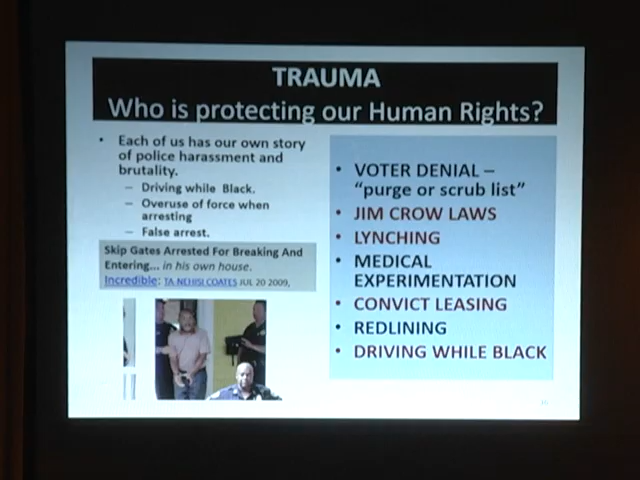 TRAUMA
Who is protecting our Human Rights?
• Each of us has our own story
of police harassment and
brutality.
– Driving while Black.
– Overuse of force when
arresting
– False arrest.
Skip Gates Arrested For Breaking And
Entering... in his own house.
Incredible: TA-NEHISI COATES JUL 20 2009,
• VOTER DENIAL –
“purge or scrub list”
• JIM CROW LAWS
• LYNCHING
• MEDICAL
EXPERIMENTATION
• CONVICT LEASING
• REDLINING
• DRIVING WHILE BLACK